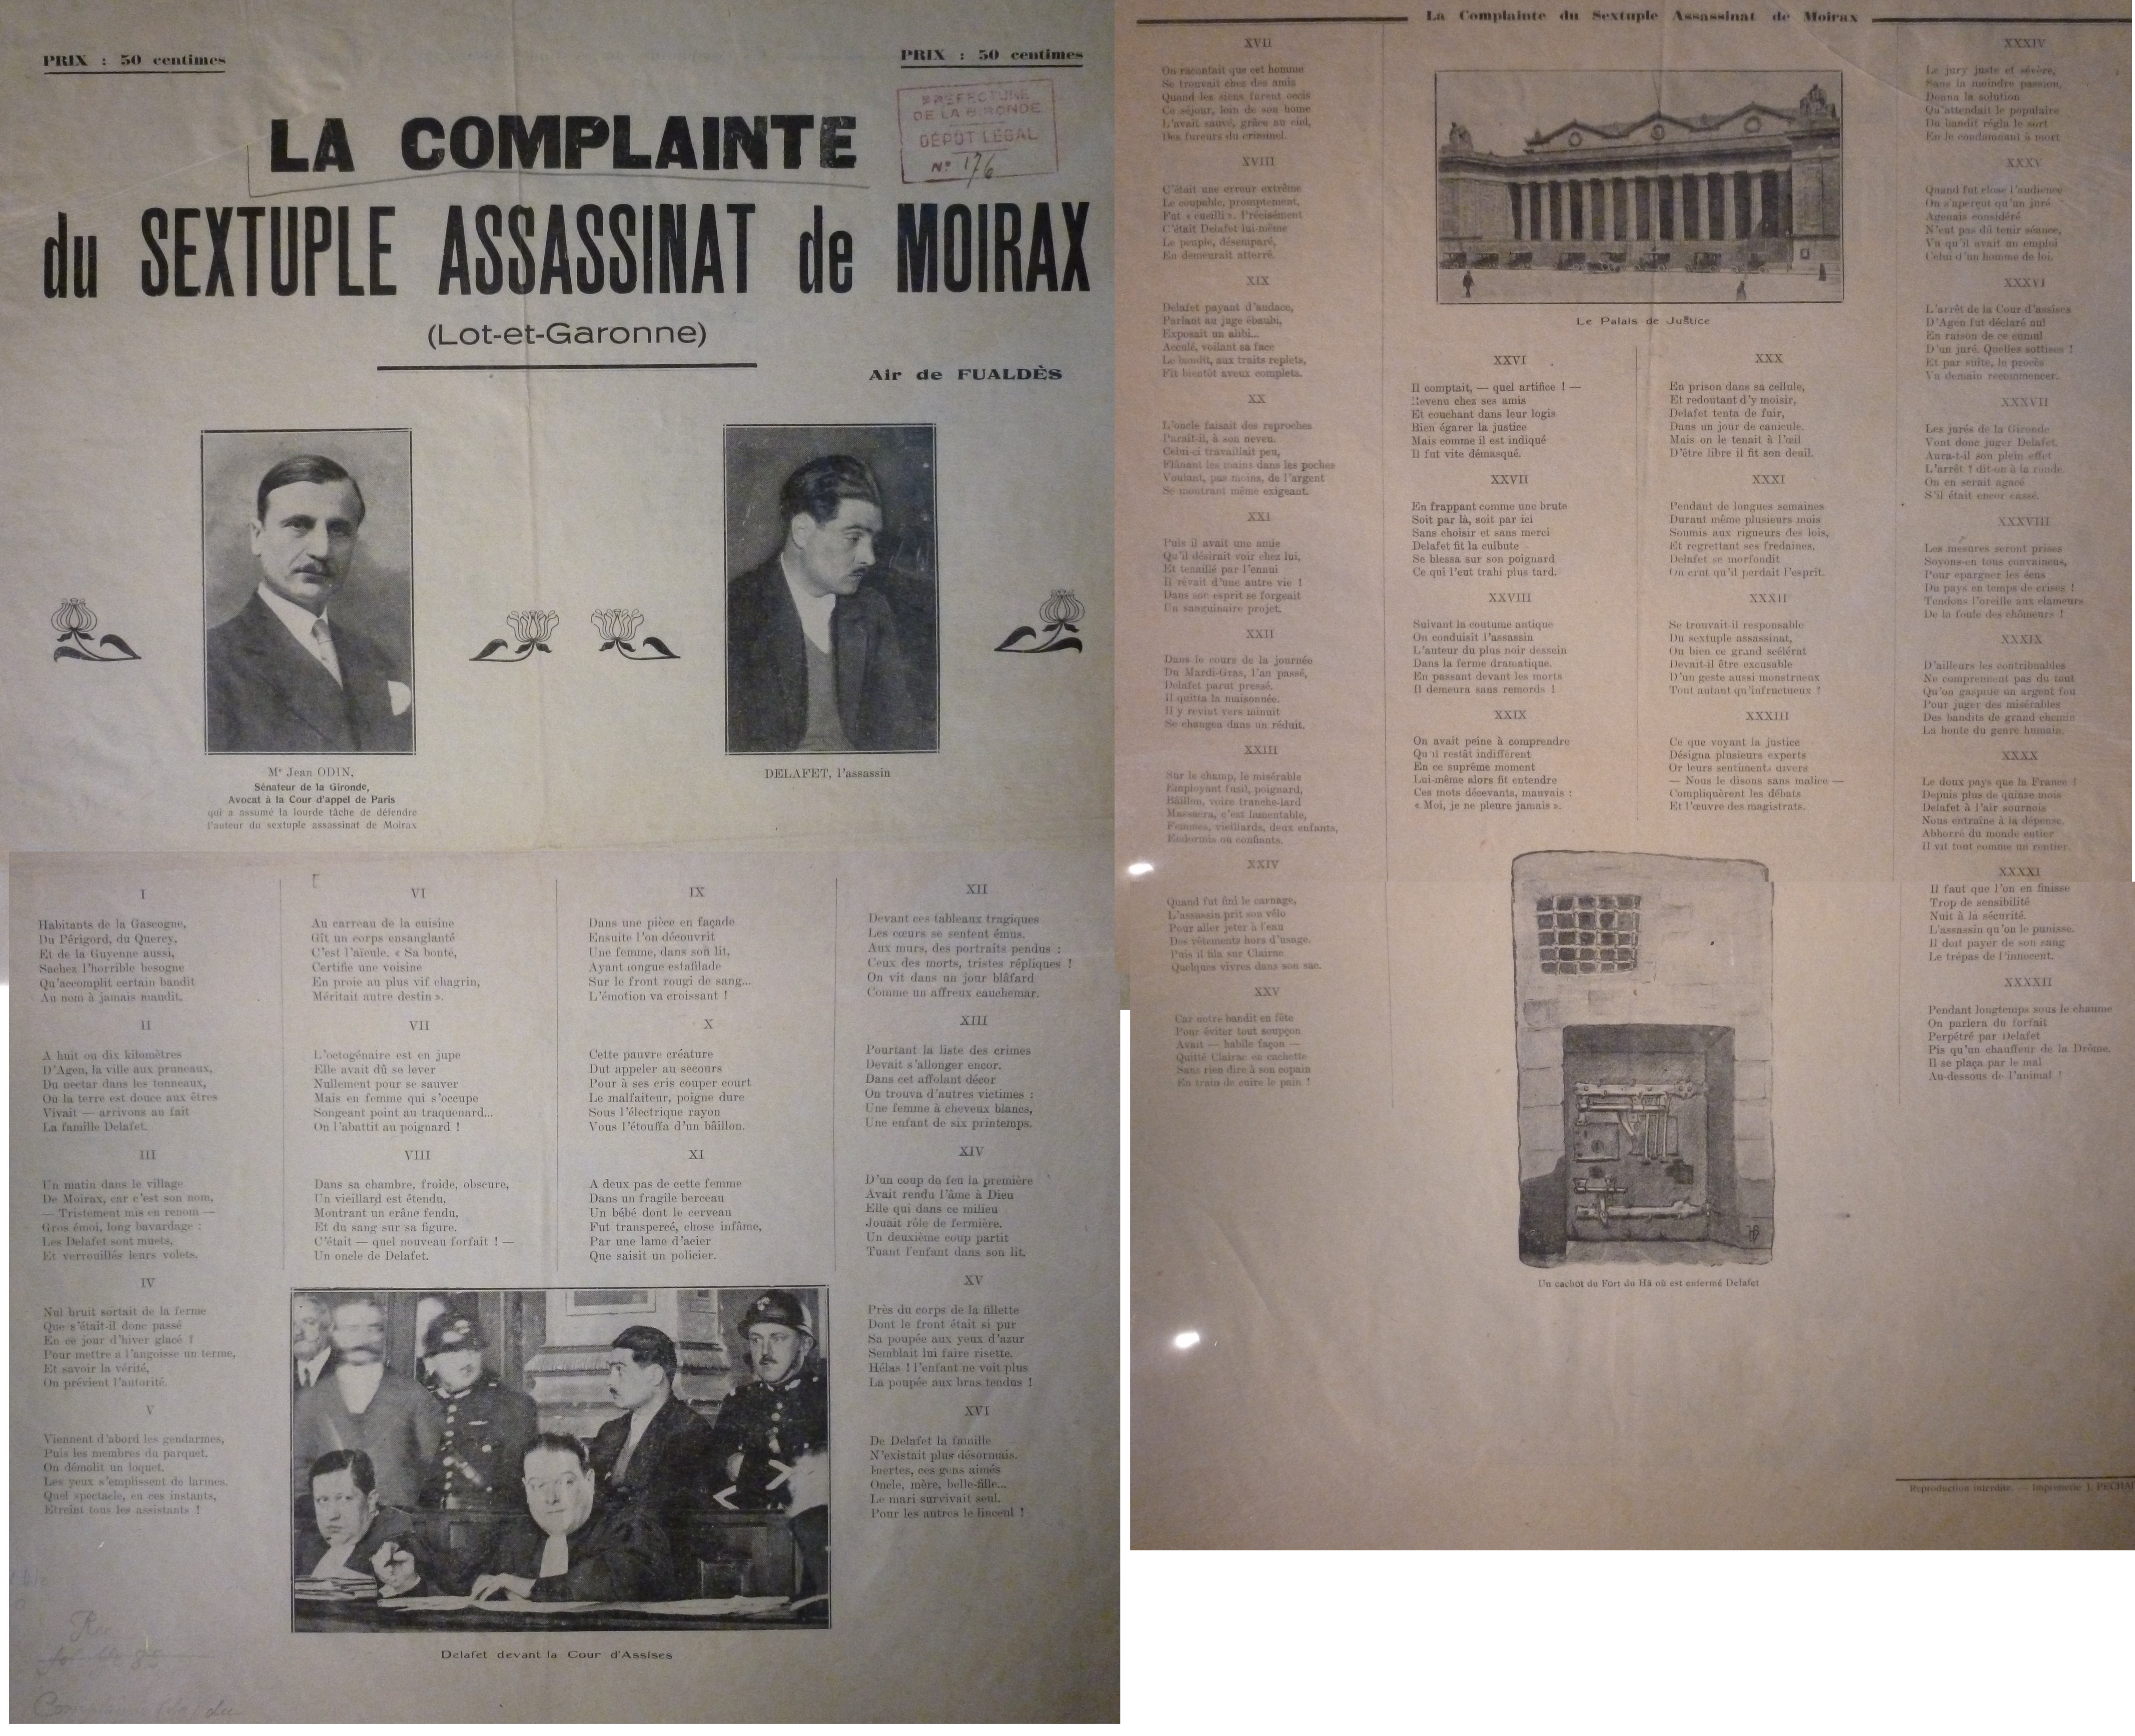 PRIX : 50 centimes
PRIX : 50 centimes
PREFECTURE
DE LA GIRONDE
DÉPÔT LÉGAL
No 176
LA COMPLAINTE
du SEXTUPLE ASSASSINAT de MOIRAX
(Lot-et-Garonne)
Air de FUALDÈS
Me Jean ODIN,
Sénateur de la Gironde,
Avocat à la Cour d'appel de Paris
qui a assumé la lourde tâche de défendre
l'auteur du sextuple assassinat de Moirax
DELAFET, l'assassin
I
Habitants de la Gascogne,
Du Périgord, du Quercy,
Et de la Guyenne aussi,
Sachez l'horrible besogne
Qu'accomplit certain bandit
Au nom à jamais maudit.
II
A huit ou dix kilomètres
D'Agen, la ville aux pruneaux,
Du nectar dans les tonneaux,
Ou la terre est douce aux êtres
Vivait — arrivons au fait
La famille Delafet.
III
Un matin dans le village
De Moirax, car c'est son nom,
— Tristement mis en renom —
Gros émoi, long bavardage :
Les Delafet sont muets,
Et verrouillés leurs volets.
IV
Nul bruit sortait de la ferme
Que s'était-il donc passé
En ce jour d'hiver glacé ?
Pour mettre a l'angoisse un terme,
Et savoir la vérité,
On prévient l'autorité.
V
Viennent d'abord les gendarmes,
Puis les membres du parquet.
On démolit un loquet.
Les yeux s'emplissent de larmes.
Quel spectacle, en ces instants,
Etreint tous les assistants !
VI
Au carreau de la cuisine
Gît un corps ensanglanté
C'est l'aïeule. « Sa bonté,
Certifie une voisine
En proie au plus vif chagrin,
Méritait autre destin ».
VII
L'octogénaire est en jupe
Elle avait dû se lever
Nullement pour se sauver
Mais en femme qui s'occupe
Songeant point au traquenard...
On l'abattit au poignard !
VIII
Dans sa chambre, froide, obscure,
Un vieillard est étendu,
Montrant un crâne fendu,
Et du sang sur sa figure.
C'était — quel nouveau forfait ! —
Un oncle de Delafet.
IX
Dans une pièce en façade
Ensuite l'on découvrit
Une femme, dans son lit,
Ayant longue estafilade
Sur le front rougi de sang...
L'émotion va croissant !
X
Cette pauvre créature
Dut appeler au secours
Pour à ses cris couper court
Le malfaiteur, poigne dure
Sous l'électrique rayon
Vous l'étouffa d'un bâillon.
XI
A deux pas de cette femme
Dans un fragile berceau
Un bébé dont le cerveau
Fut transpercé, chose infâme,
Par une lame d'acier
Que saisit un policier.
Delafet devant la Cour d'Assises
XII
Devant ces tableaux tragiques
Les cœurs se sentent émus.
Aux murs, des portraits pendus :
Ceux des morts, tristes répliques !
On vit dans un jour blâfard
Comme un affreux cauchemar.
XIII
Pourtant la liste des crimes
Devait s'allonger encor.
Dans cet affolant décor
On trouva d'autres victimes :
Une femme à cheveux blancs,
Une enfant de six printemps.
XIV
D'un coup do feu la première
Avait rendu l'âme à Dieu
Elle qui dans ce milieu
Jouait rôle de fermière.
Un deuxième coup partit
Tuant l'enfant dans son lit.
XV
Près du corps de la fillette
Dont le front était si pur
Sa poupée aux yeux d'azur
Semblait lui faire risette.
Hélas ! l'enfant ne voit plus
La poupée aux bras tendus !
XVI
De Delafet la famille
N'existait plus désormais.
Inertes, ces gens aimés
Oncle, mère, belle-fille...
Le mari survivait seul.
Pour les autres le linceul !
La Complainte du Sextuple Assassinat de Moirax
XVII
On racontait que cet homme
Se trouvait chez des amis
Quand les siens furent occis
Ce séjour, loin de son home
L'avait sauvé, grâce au ciel,
Des fureurs du criminel.
XVIII
C'était une erreur extrême
Le coupable, promptement,
Fut « cueilli ». Précisément
C'était Delafet lui-même
Le peuple, désemparé,
En demeurait atterré.
XIX
Delafet payant d'audace,
Parlant au juge ébaubi,
Exposait un alibi...
Acculé, voilant sa face
Le bandit, aux traits replets,
Fit bientôt aveux complets.
XX
L'oncle faisait des reproches
Paraît-il, à son neveu.
Celui-ci travaillait peu,
Flânant les mains dans les poches
Voulant, pas moins, de l'argent
Se montrant même exigeant.
XXI
Puis il avait une amie
Qu'il désirait voir chez lui,
Et tenaillé par l'ennui
Il rêvait d'une autre vie !
Dans son esprit se forgeait
Un sanguinaire projet.
XXII
Dans le cours de la journée
Du Mardi-Gras, l'an passé,
Delafet parut pressé.
Il quitta la maisonnée.
Il y revint vers minuit
Se changea dans un réduit.
XXIII
Sur le champ, le misérable
Employant fusil, poignard,
Bâillon, voire tranche-lard
Massacra, c'est lamentable,
Femmes, vieillards, deux enfants,
Endormis ou confiants.
XXIV
Quand fut fini le carnage,
L'assassin prit son vélo
Pour aller jeter à l'eau
Des vêtements hors d'usage.
Puis il fila sur Clairac
Quelques vivres dans son sac.
XXV
Car notre bandit en fête
Pour éviter tout soupçon
Avait — habile façon —
Quitté Clairac en cachette
Sans rien dire à son copain
En train de cuire le pain !
Le Palais de Justice
XXVI
Il comptait, — quel artifice ! —
Revenu chez ses amis
Et couchant dans leur logis
Bien égarer la justice
Mais comme il est indiqué
Il fut vite démasqué.
XXVII
En frappant comme une brute
Soit par là, soit par ici
Sans choisir et sans merci
Delafet fit la culbute
Se blessa sur son poignard
Ce qui l'eut trahi plus tard.
XXVIII
Suivant la coutume antique
On conduisit l'assassin
L'auteur du plus noir dessein
Dans la ferme dramatique.
En passant devant les morts
Il demeura sans remords !
XXIX
On avait peine à comprendre
Qu'il restât indifférent
En ce suprême moment
Lui-même alors fit entendre
Ces mots décevants, mauvais :
« Moi, je ne pleure jamais ».
XXX
En prison dans sa cellule,
Et redoutant d'y moisir,
Delafet tenta de fuir,
Dans un jour de canicule.
Mais on le tenait à l'œil
D'être libre il fit son deuil.
XXXI
Pendant de longues semaines
Durant même plusieurs mois
Soumis aux rigueurs des lois,
Et regrettant ses fredaines,
Delafet se morfondit
On crut qu'il perdait l'esprit.
XXXII
Se trouvait-il responsable
Du sextuple assassinat,
Ou bien ce grand scélérat
Devait-il être excusable
D'un geste aussi monstrueux
Tout autant qu'infructueux !
XXXIII
Ce que voyant la justice
Désigna plusieurs experts
Or leurs sentiments divers
— Nous le disons sans malice —
Compliquèrent les débats
Et l'œuvre des magistrats.
Un cachot du Fort du Hâ où est enfermé Delafet
XXXIV
Le jury juste et sévère,
Sans la moindre passion,
Donna la solution
Qu'attendait le populaire
Du bandit régla le sort
En le condamnant à mort
XXXV
Quand fut close l'audience
On s'aperçut qu'un juré
Agenais considéré
N'eut pas dû tenir séance,
Vu qu'il avait un emploi
Celui d'un homme de loi.
XXXVI
L'arrêt de la Cour d'assises
D'Agen fut déclaré nul
En raison de ce cumul
D'un juré. Quelles sottises !
Et par suite, le procès
Va demain recommencer.
XXXVII
Les jurés de la Gironde
Vont donc juger Delafet.
Aura-t-il son plein effet
L'arrêt ? dit-on à la ronde.
On en serait agacé
S'il était encor cassé.
XXXVIII
Les mesures seront prises
Soyons-en tous convaincus,
Pour epargner les écus
Du pays en temps de crises !
Tendons l'oreille aux clameurs
De la foule des chômeurs !
XXXIX
D'ailleurs les contribuables
Ne comprennent pas du tout
Qu'on gaspille un argent fou
Pour juger des misérables
Des bandits de grand chemin
La honte du genre humain.
XXXX
Le doux pays que la France !
Depuis plus de quinze mois
Delafet à l'air sournois
Nous entraîne à la dépense.
Abhorré du monde entier
Il vit tout comme un rentier.
XXXXI
Il faut que l'on en finisse
Trop de sensibilité
Nuit à la sécurité.
L'assassin qu'on le punisse.
Il doit payer de son sang
Le trépas de l'innocent.
XXXXII
Pendant longtemps sous le chaume
On parlera du forfait
Perpétré par Delafet
Pis qu'un chauffeur de la Drôme,
Il se plaça par le mal
Au-dessous de l'animal !
Reproduction interdite. — Imprimerie J. PECHA
Complainte (la) du